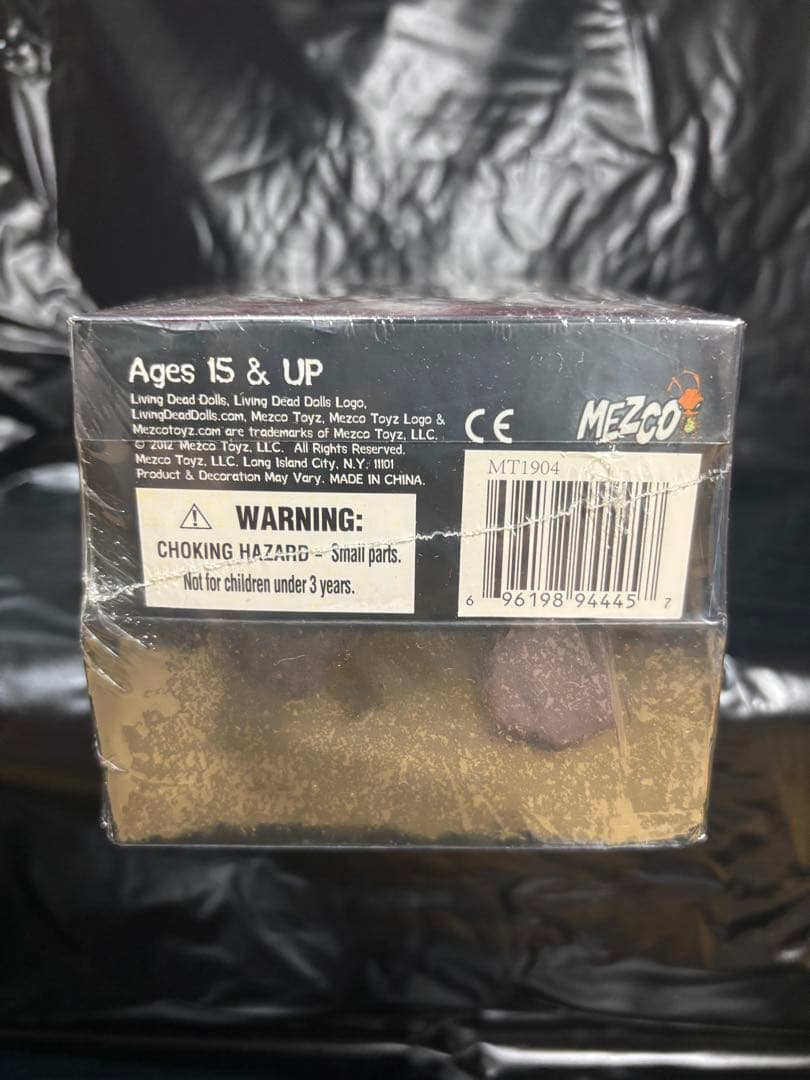 Ages 15 & UP
Living Dead Dolls, Living Dead Dolls Logo,
LivingDeadDolls.com, Mezco Toyz, Mezco Toyz Logo &
Mezcotoyz.com are trademarks of Mezco Toyz, LLC.
© 2012 Mezco Toyz, LLC. All Rights Reserved.
Mezco Toyz, LLC. Long Island City, N.Y. 11101
Product & Decoration May Vary. MADE IN CHINA.
CE
MEZCO
WARNING:
CHOKING HAZARD - Small parts.
Not for children under 3 years.
MT1904
6 96198 94445 7